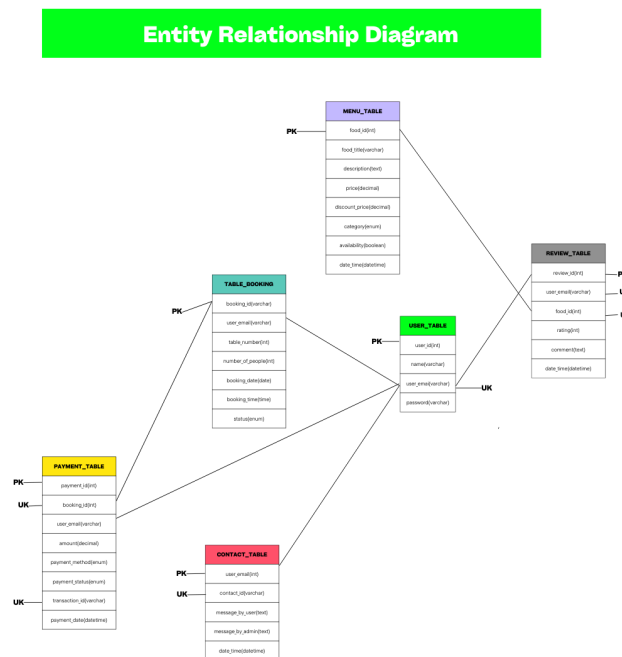 Entity Relationship Diagram
MENU_TABLE
PK
food_id(int)
food_title(varchar)
description(text)
price(decimal)
discount_price(decimal)
category(enum)
availability(boolean)
date_time(datetime)
REVIEW_TABLE
review_id(int)
user_email(varchar)
food_id(int)
rating(int)
comment(text)
date_time(datetime)
TABLE_BOOKING
PK
booking_id(varchar)
user_email(varchar)
table_number(int)
number_of_people(int)
booking_date(date)
booking_time(time)
status(enum)
USER_TABLE
PK
user_id(int)
name(varchar)
user_emai(varchar)
UK
password(varchar)
PAYMENT_TABLE
PK
payment_id(int)
UK
booking_id(int)
user_email(varchar)
amount(decimal)
payment_method(enum)
payment_status(enum)
UK
transaction_id(varchar)
payment_date(datetime)
CONTACT_TABLE
PK
user_email(int)
UK
contact_id(varchar)
message_by_user(text)
message_by_admin(text)
date_time(datetime)